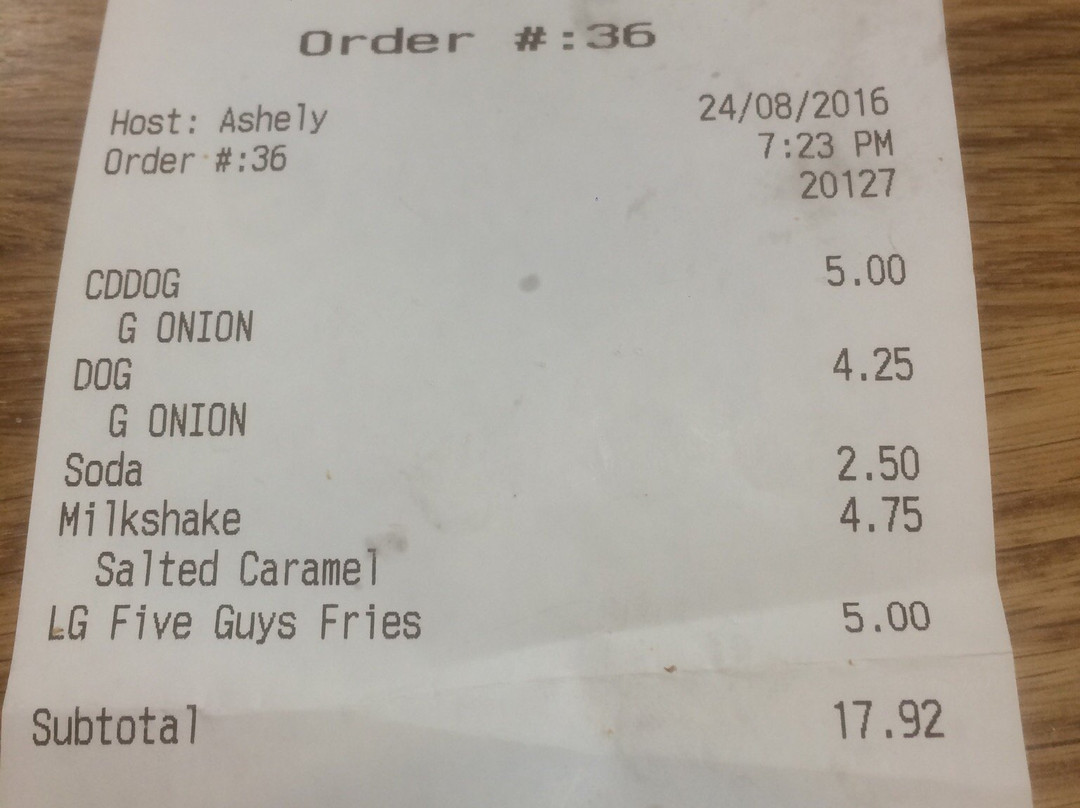 Order #:36
Host: Ashely 24/08/2016
Order #:36 7:23 PM
20127
CDDOG 5.00
G ONION
DOG 4.25
G ONION
Soda 2.50
Milkshake 4.75
Salted Caramel
LG Five Guys Fries 5.00
Subtotal 17.92